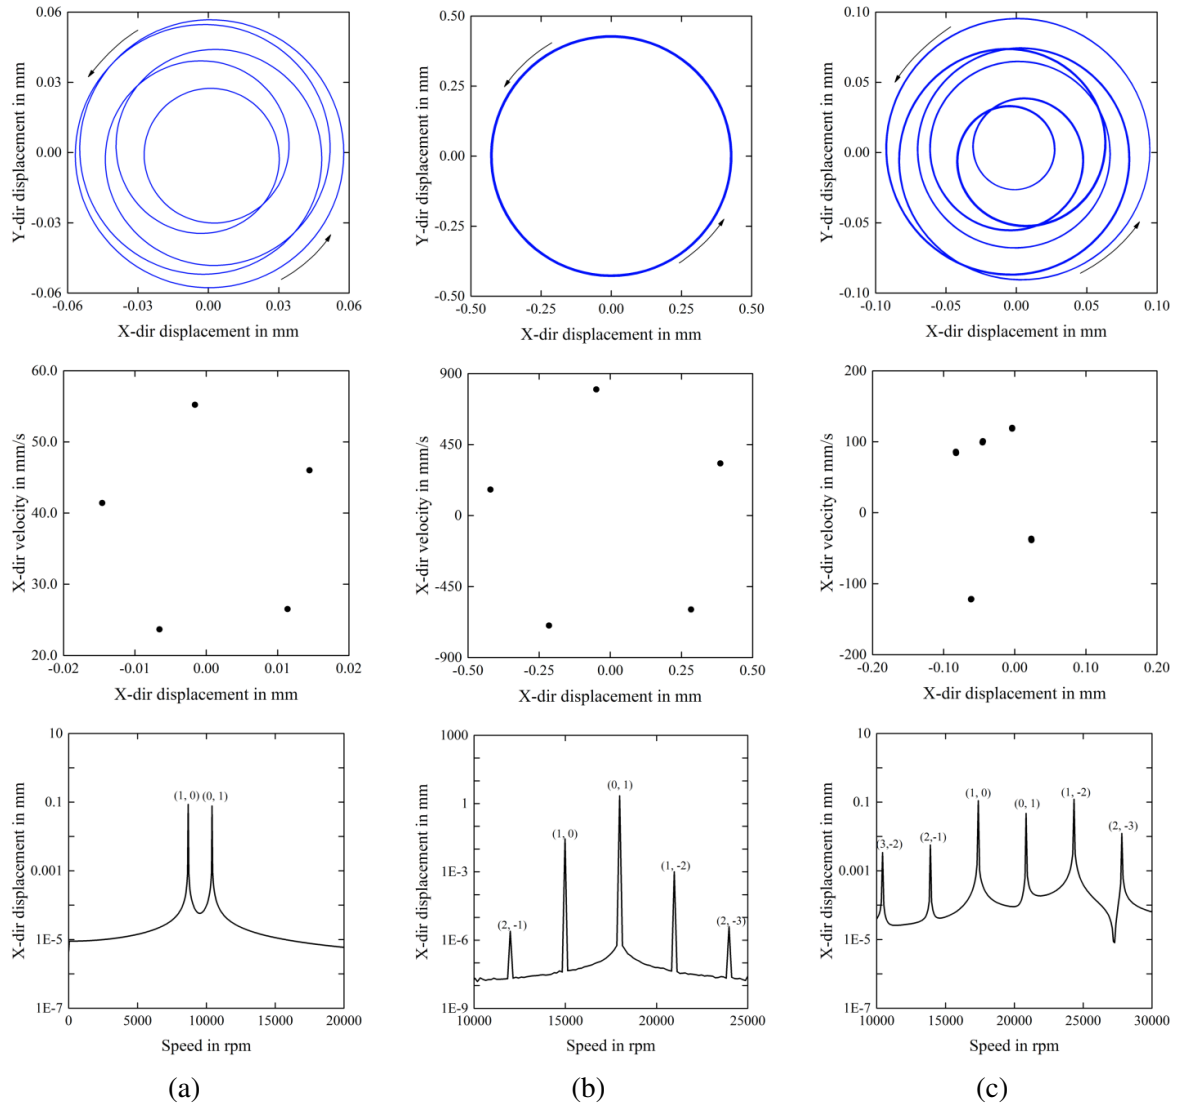 0.06
0.03
0.00
-0.03
-0.06
-0.06 -0.03 0.00 0.03 0.06
Y-dir displacement in mm
X-dir displacement in mm
0.50
0.25
0.00
-0.25
-0.50
-0.50 -0.25 0.00 0.25 0.50
Y-dir displacement in mm
X-dir displacement in mm
0.10
0.05
0.00
-0.05
-0.10
-0.10 -0.05 0.00 0.05 0.10
Y-dir displacement in mm
X-dir displacement in mm
60.0
50.0
40.0
30.0
20.0
-0.02 -0.01 0.00 0.01 0.02
X-dir velocity in mm/s
X-dir displacement in mm
900
450
0
-450
-900
-0.50 -0.25 0.00 0.25 0.50
X-dir velocity in mm/s
X-dir displacement in mm
200
100
0
-100
-200
-0.20 -0.10 0.00 0.10 0.20
X-dir velocity in mm/s
X-dir displacement in mm
10
0.1
0.001
1E-5
1E-7
(1, 0) (0, 1)
0 5000 10000 15000 20000
X-dir displacement in mm
Speed in rpm
1000
1
1E-3
1E-6
1E-9
(0, 1)
(1, 0)
(1, -2)
(2, -1)
(2, -3)
10000 15000 20000 25000
X-dir displacement in mm
Speed in rpm
10
0.1
0.001
1E-5
1E-7
(1, -2)
(1, 0)
(0, 1)
(2, -3)
(2,-1)
(3,-2)
10000 15000 20000 25000 30000
X-dir displacement in mm
Speed in rpm
(a)
(b)
(c)